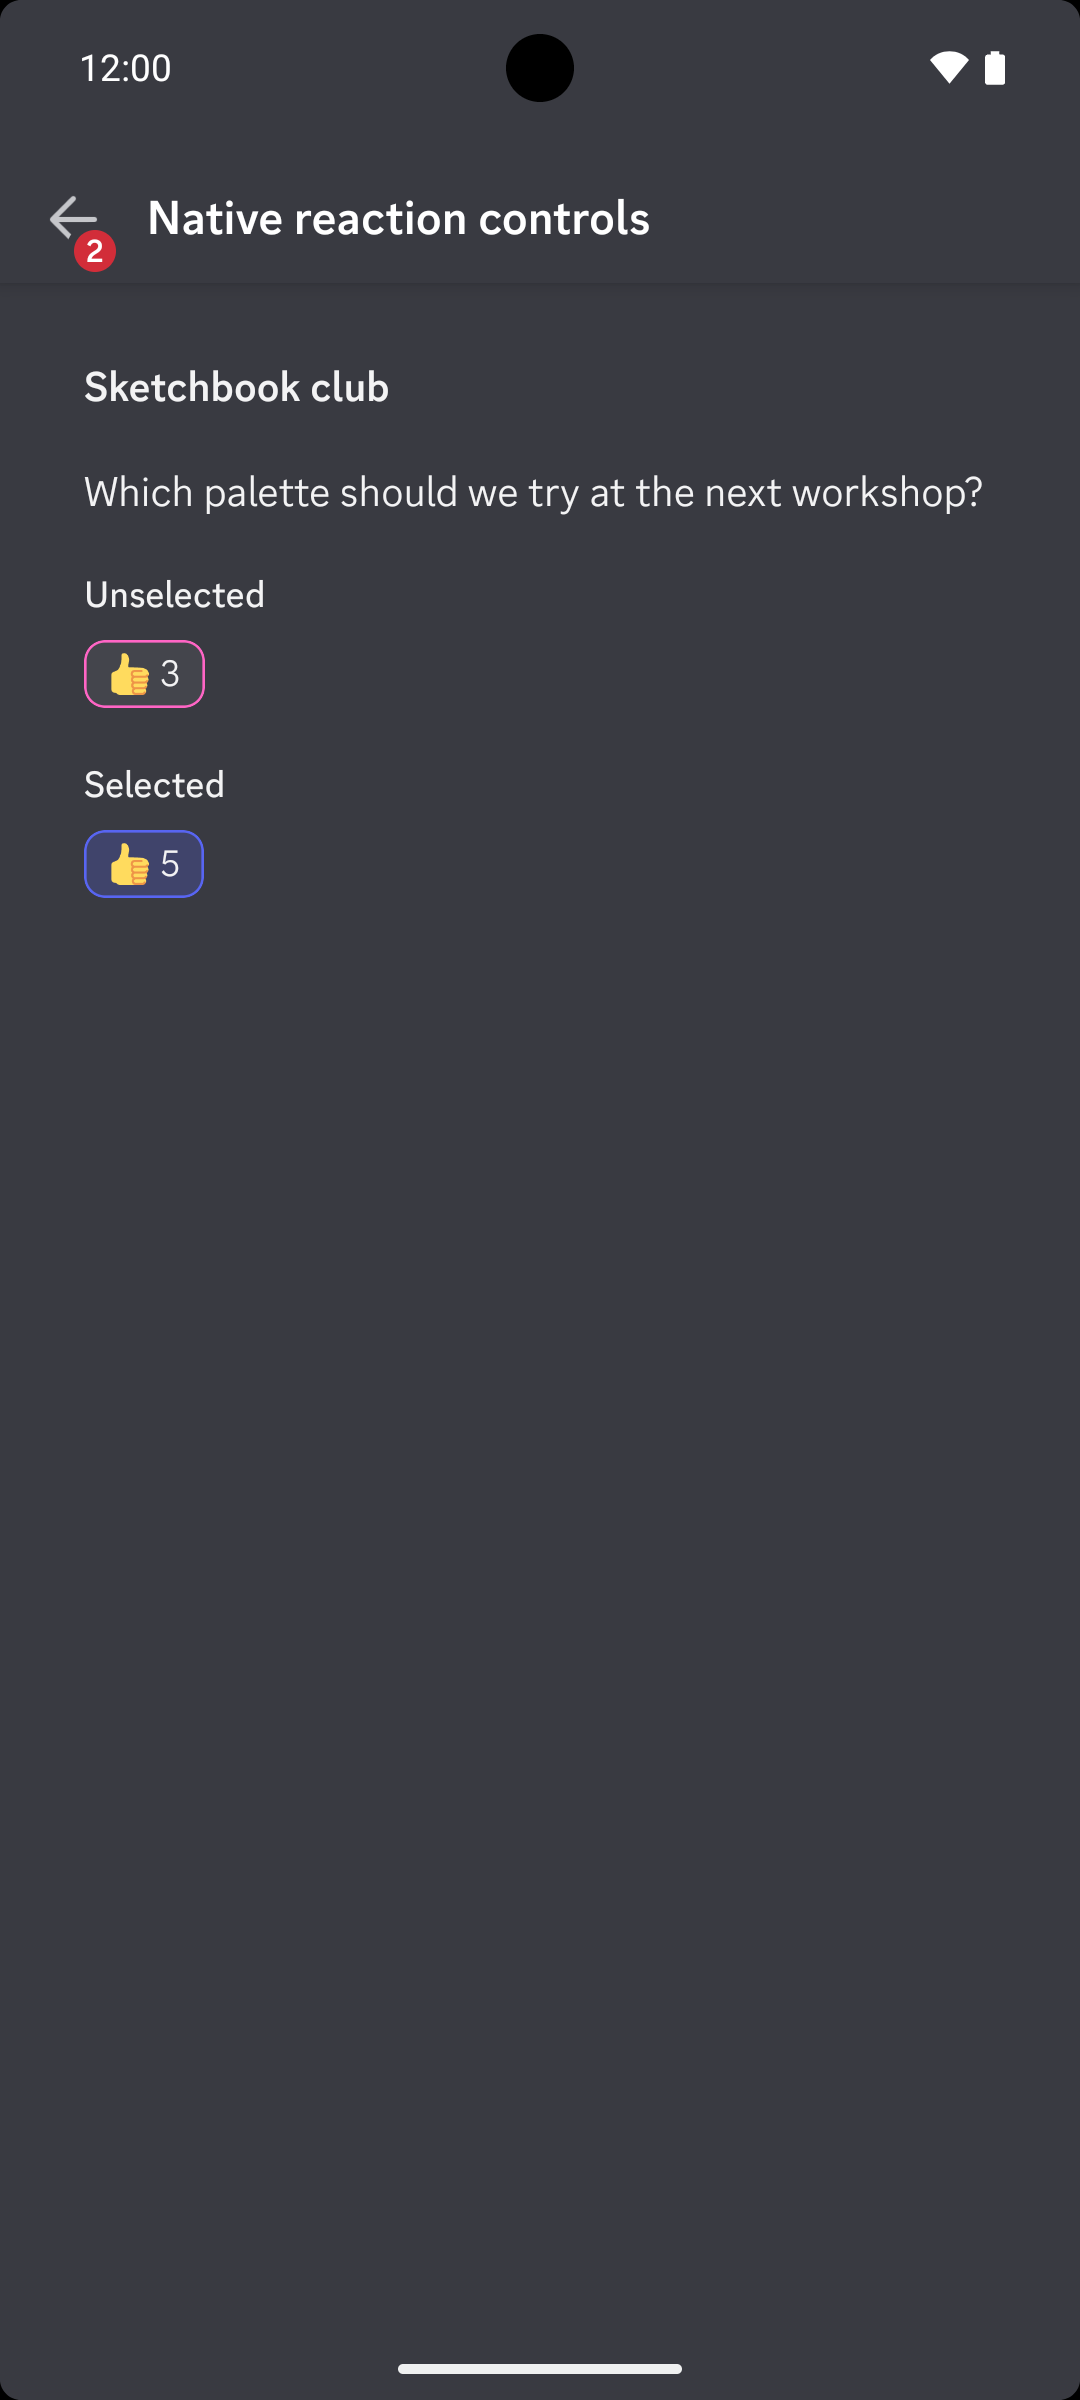 12:00
Native reaction controls
2
Sketchbook club
Which palette should we try at the next workshop?
Unselected
👍 3
Selected
👍 5